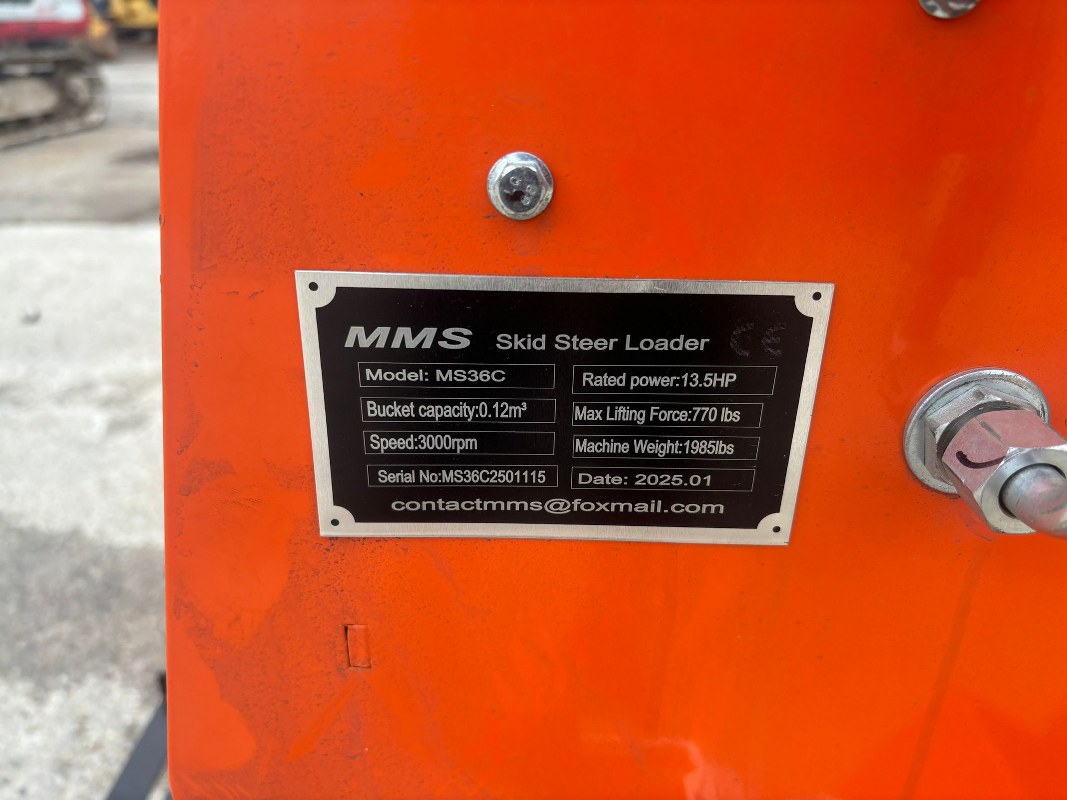 MMS Skid Steer Loader CE
Model: MS36C
Rated power:13.5HP
Bucket capacity:0.12m³
Max Lifting Force:770 lbs
Speed:3000rpm
Machine Weight:1985lbs
Serial No:MS36C2501115
Date: 2025.01
contactmms@foxmail.com